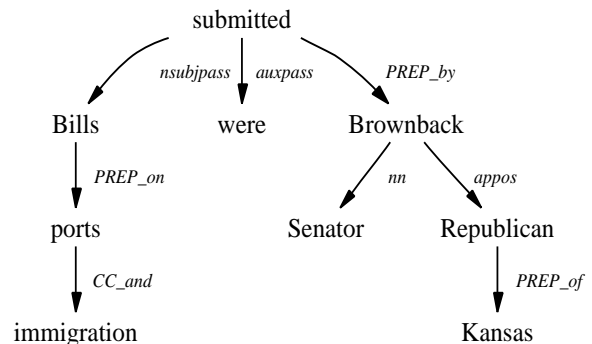 submitted
nsubjpass auxpass PREP_by
Bills were Brownback
PREP_on nn appos
ports Senator Republican
CC_and PREP_of
immigration Kansas